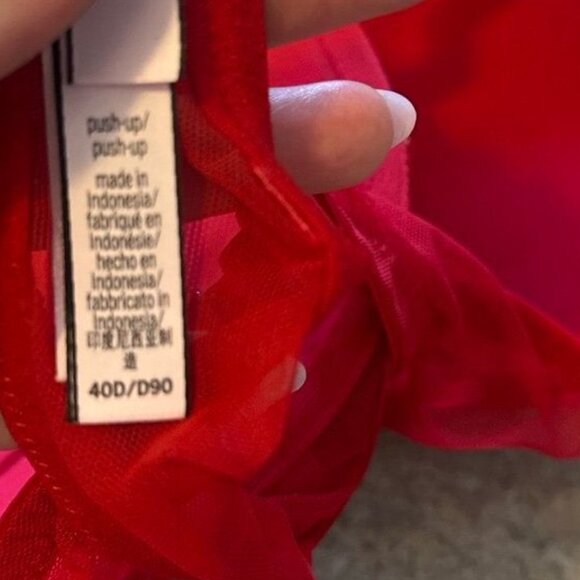 push-up/
push-up
made in
Indonesia/
fabriqué en
Indonésie/
hecho en
Indonesia/
fabbricato in
Indonesia/
印度尼西亚制
造
40D/D90